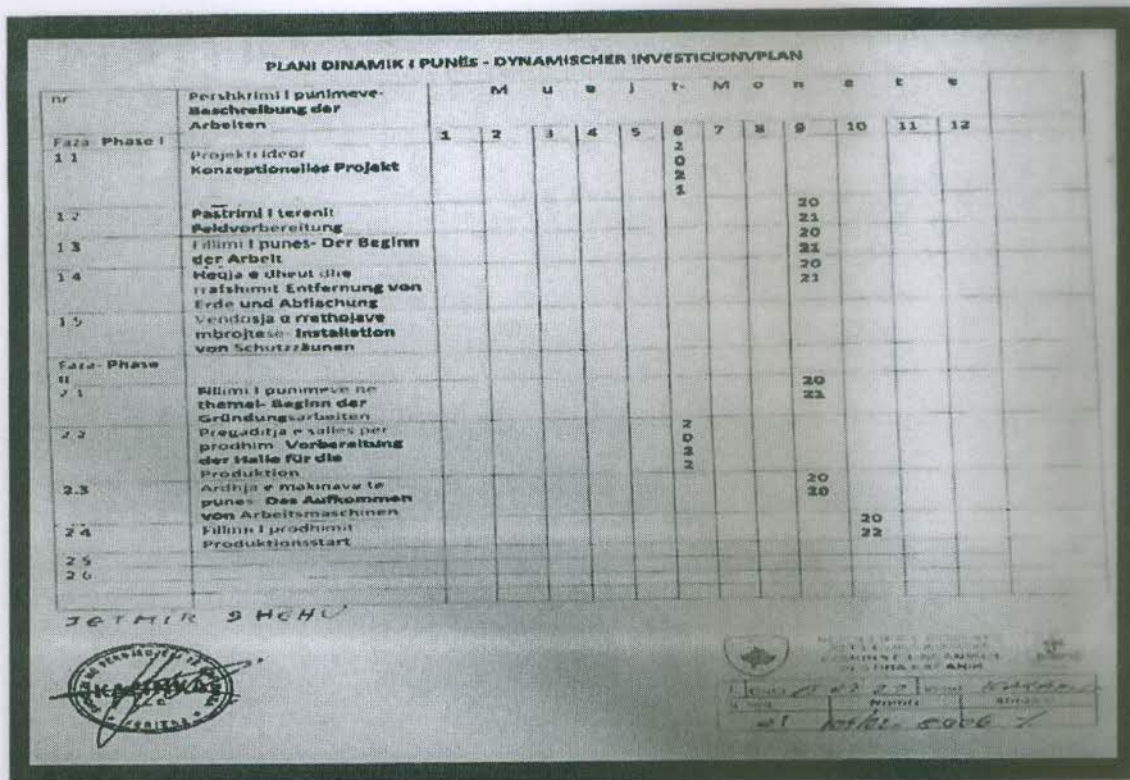 PLANI DINAMIK I PUNËS - DYNAMISCHER INVESTICIONVPLAN
nr Pershkrimi I punimeve- M u a j t- M o n a t e
Beschreibung der
Arbeiten 1 2 3 4 5 6 7 8 9 10 11 12
Faza Phase I
1 1 Projekti ideor 2
Konzeptionelles Projekt 0
2
1
1 2 Pastrimi I terenit 20
Feldvorbereitung 21
1 3 Fillimi I punes- Der Beginn 20
der Arbeit 21
1 4 Heqja e dheut dhe 20
rrafshimit Entfernung von 21
Erde und Abflachung
1 5 Vendosja e rrethojave
mbrojtese- Installation
von Schutzzäunen
Faza- Phase
II
2 1 Fillimi I punimeve ne 20
themel- Beginn der 21
Gründungsarbeiten
2 2 Pregaditja e salles per 2
prodhim Vorbereitung 0
der Halle für die 2
Produktion 2
2.3 Ardhja e makinave te 20
punes Das Aufkommen 20
von Arbeitsmaschinen
2 4 Fillimi I prodhimit 20
Produktionsstart 22
2 5
2 6
JETMIR SHEHU